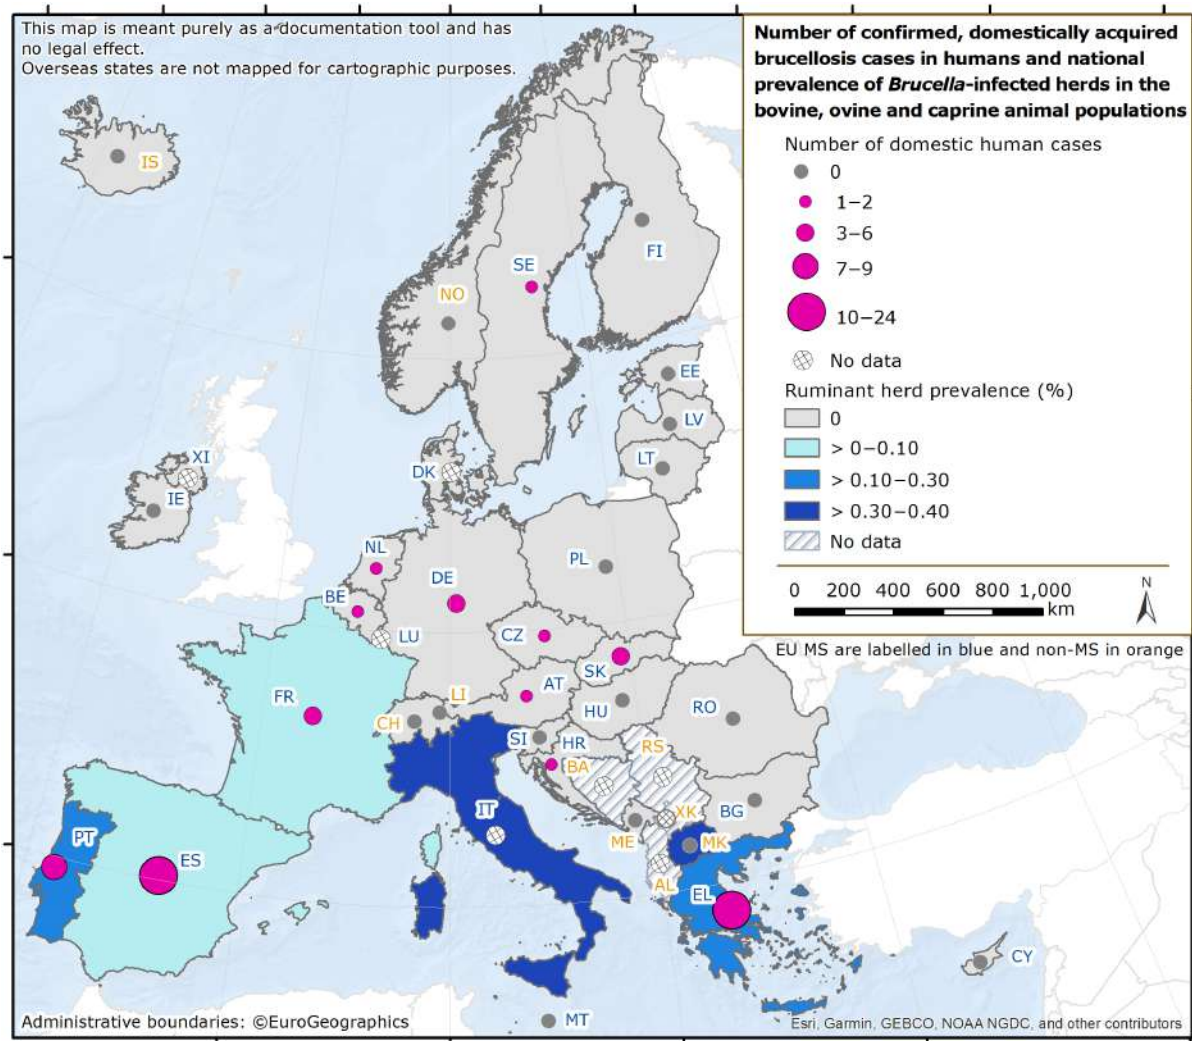 This map is meant purely as a documentation tool and has
no legal effect.
Overseas states are not mapped for cartographic purposes.
Number of confirmed, domestically acquired
brucellosis cases in humans and national
prevalence of Brucella-infected herds in the
bovine, ovine and caprine animal populations
Number of domestic human cases
0
1−2
3−6
7−9
10−24
No data
Ruminant herd prevalence (%)
0
> 0−0.10
> 0.10−0.30
> 0.30−0.40
No data
0 200 400 600 800 1,000
km
N
EU MS are labelled in blue and non-MS in orange
IS
FI
SE
NO
EE
LV
LT
DK
XI
IE
NL
PL
DE
BE
LU
CZ
SK
AT
FR
LI
CH
HU
RO
SI
HR
RS
BA
IT
XK
BG
ME
MK
PT
ES
AL
EL
CY
MT
Administrative boundaries: ©EuroGeographics
Esri, Garmin, GEBCO, NOAA NGDC, and other contributors